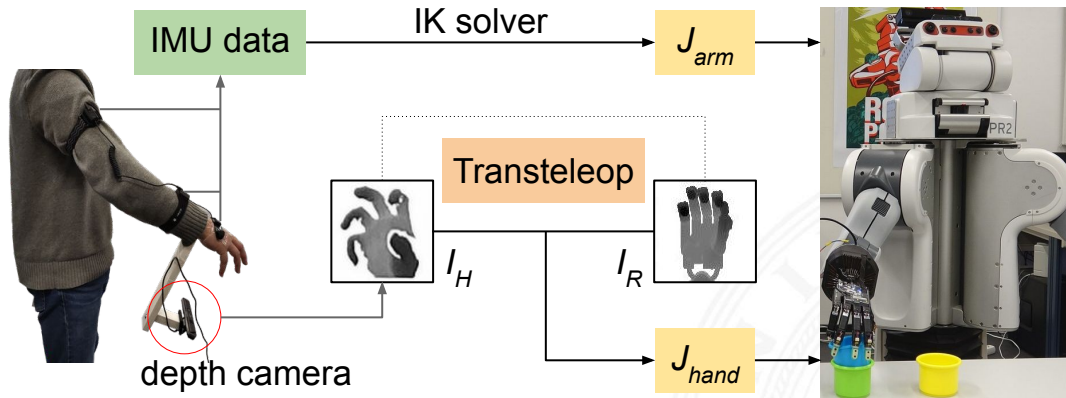 IMU data
IK solver
J_arm
Transteleop
I_H
I_R
depth camera
J_hand
PR2